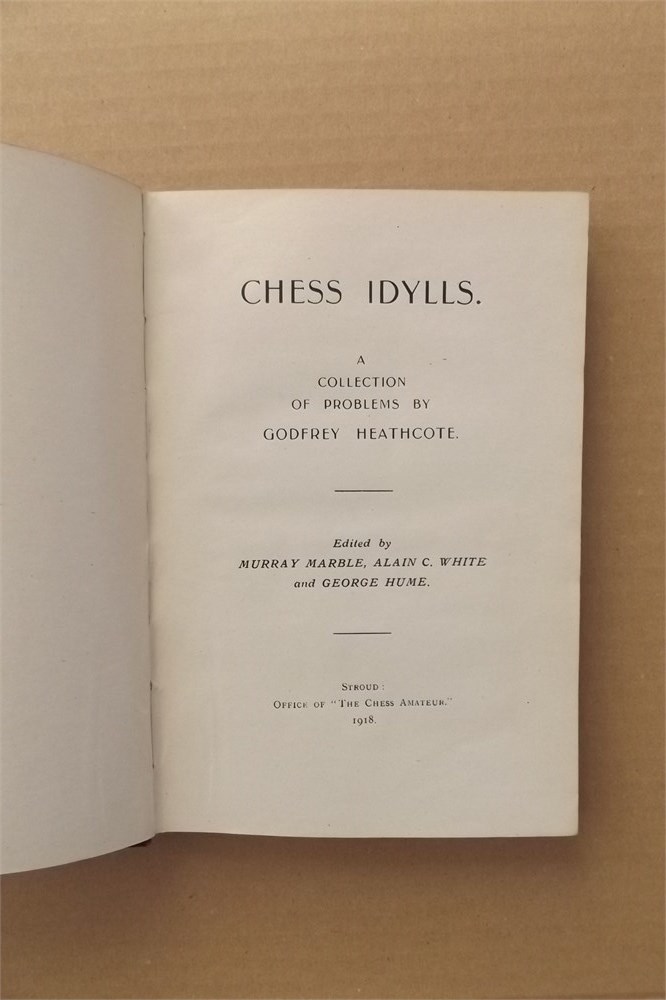 CHESS IDYLLS.
A
COLLECTION
OF PROBLEMS BY
GODFREY HEATHCOTE.
Edited by
MURRAY MARBLE, ALAIN C. WHITE
and GEORGE HUME.
STROUD :
OFFICE OF "THE CHESS AMATEUR."
1918.